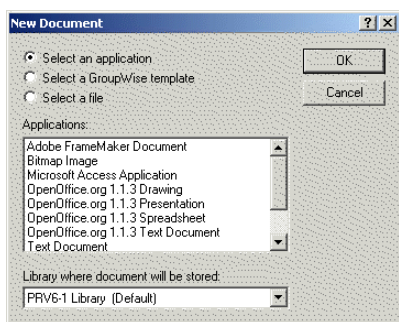 New Document
Select an application
Select a GroupWise template
Select a file
OK
Cancel
Applications:
Adobe FrameMaker Document
Bitmap Image
Microsoft Access Application
OpenOffice.org 1.1.3 Drawing
OpenOffice.org 1.1.3 Presentation
OpenOffice.org 1.1.3 Spreadsheet
OpenOffice.org 1.1.3 Text Document
Text Document
Library where document will be stored:
PRV6-1 Library (Default)